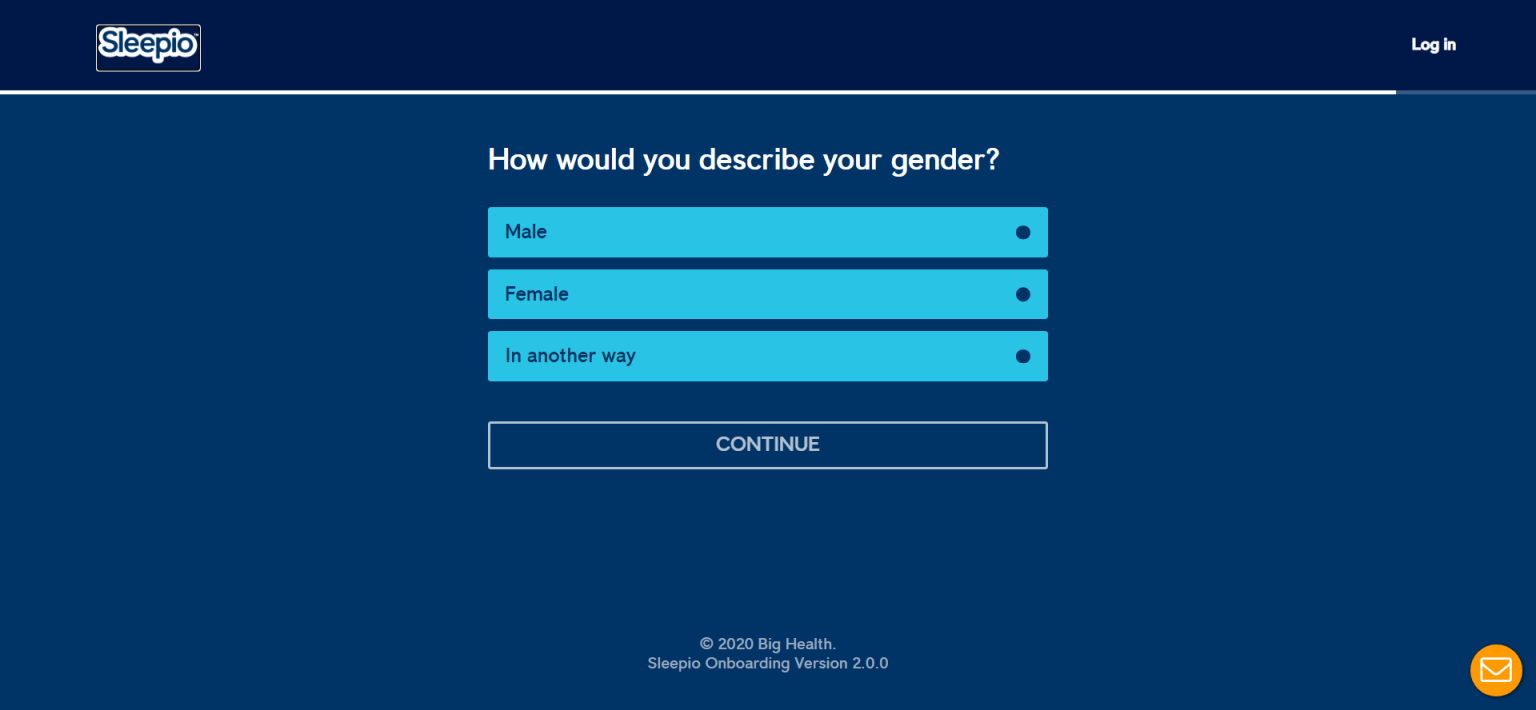 Sleepio™
Log in
How would you describe your gender?
Male
Female
In another way
CONTINUE
© 2020 Big Health.
Sleepio Onboarding Version 2.0.0